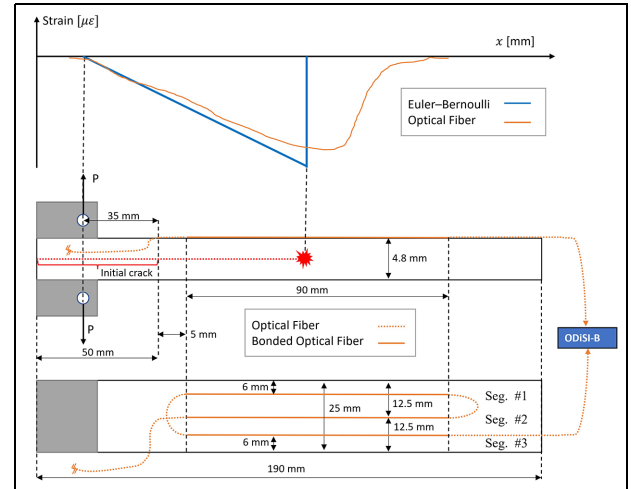 Strain [με]
x [mm]
Euler–Bernoulli
Optical Fiber
P
35 mm
Initial crack
4.8 mm
90 mm
P
Optical Fiber
Bonded Optical Fiber
5 mm
50 mm
ODiSI-B
6 mm
Seg. #1
25 mm
12.5 mm
Seg. #2
12.5 mm
6 mm
Seg. #3
190 mm